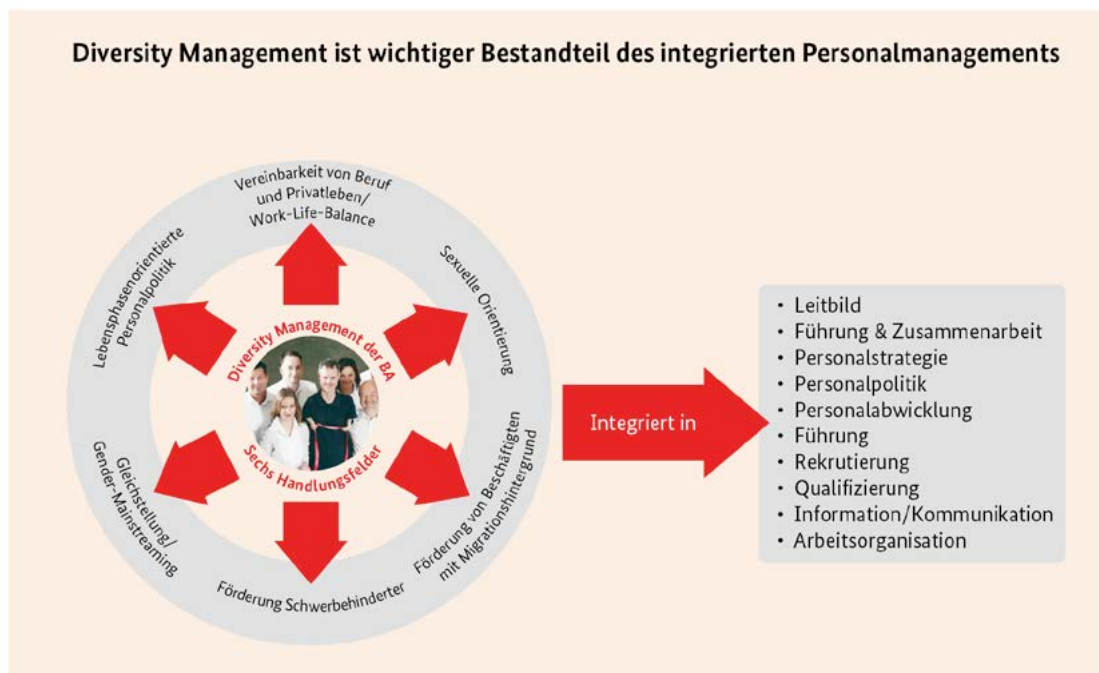 Diversity Management ist wichtiger Bestandteil des integrierten Personalmanagements
Vereinbarkeit von Beruf
und Privatleben/
Work-Life-Balance
Sexuelle Orientierung
Förderung von Beschäftigten
mit Migrationshintergrund
Förderung Schwerbehinderter
Gleichstellung/
Gender-Mainstreaming
Lebensphasenorientierte
Personalpolitik
Diversity Management der BA
Sechs Handlungsfelder
Integriert in
• Leitbild
• Führung & Zusammenarbeit
• Personalstrategie
• Personalpolitik
• Personalabwicklung
• Führung
• Rekrutierung
• Qualifizierung
• Information/Kommunikation
• Arbeitsorganisation